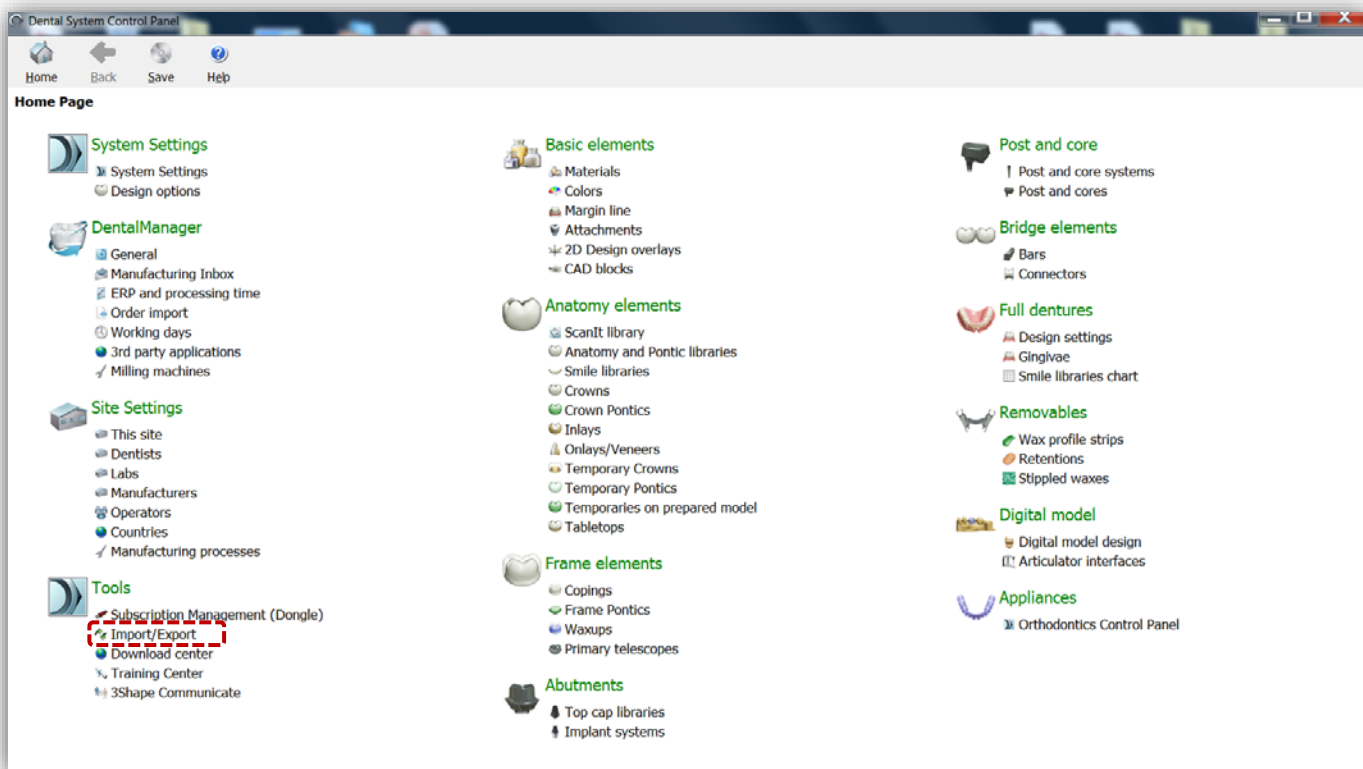 Dental System Control Panel
Home Back Save Help
Home Page
System Settings
System Settings
Design options
DentalManager
General
Manufacturing Inbox
ERP and processing time
Order import
Working days
3rd party applications
Milling machines
Site Settings
This site
Dentists
Labs
Manufacturers
Operators
Countries
Manufacturing processes
Tools
Subscription Management (Dongle)
Import/Export
Download center
Training Center
3Shape Communicate
Basic elements
Materials
Colors
Margin line
Attachments
2D Design overlays
CAD blocks
Anatomy elements
ScanIt library
Anatomy and Pontic libraries
Smile libraries
Crowns
Crown Pontics
Inlays
Onlays/Veneers
Temporary Crowns
Temporary Pontics
Temporaries on prepared model
Tabletops
Frame elements
Copings
Frame Pontics
Waxups
Primary telescopes
Abutments
Top cap libraries
Implant systems
Post and core
Post and core systems
Post and cores
Bridge elements
Bars
Connectors
Full dentures
Design settings
Gingivae
Smile libraries chart
Removables
Wax profile strips
Retentions
Stippled waxes
Digital model
Digital model design
Articulator interfaces
Appliances
Orthodontics Control Panel